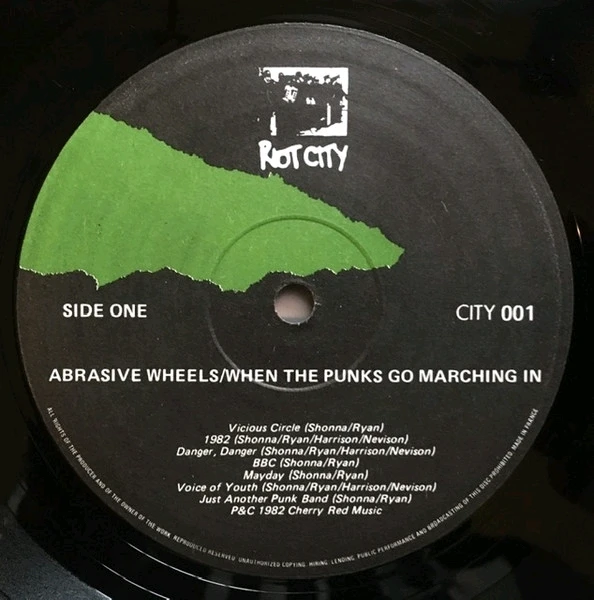 RIOT CITY
SIDE ONE
CITY 001
ABRASIVE WHEELS/WHEN THE PUNKS GO MARCHING IN
Vicious Circle (Shonna/Ryan)
1982 (Shonna/Ryan/Harrison/Nevison)
Danger, Danger (Shonna/Ryan/Harrison/Nevison)
BBC (Shonna/Ryan)
Mayday (Shonna/Ryan)
Voice of Youth (Shonna/Ryan/Harrison/Nevison)
Just Another Punk Band (Shonna/Ryan)
P&C 1982 Cherry Red Music
ALL RIGHTS OF THE PRODUCER AND OF THE OWNER OF THE WORK REPRODUCED RESERVED. UNAUTHORIZED COPYING, HIRING, LENDING, PUBLIC PERFORMANCE AND BROADCASTING OF THIS DISC PROHIBITED. MADE IN FRANCE